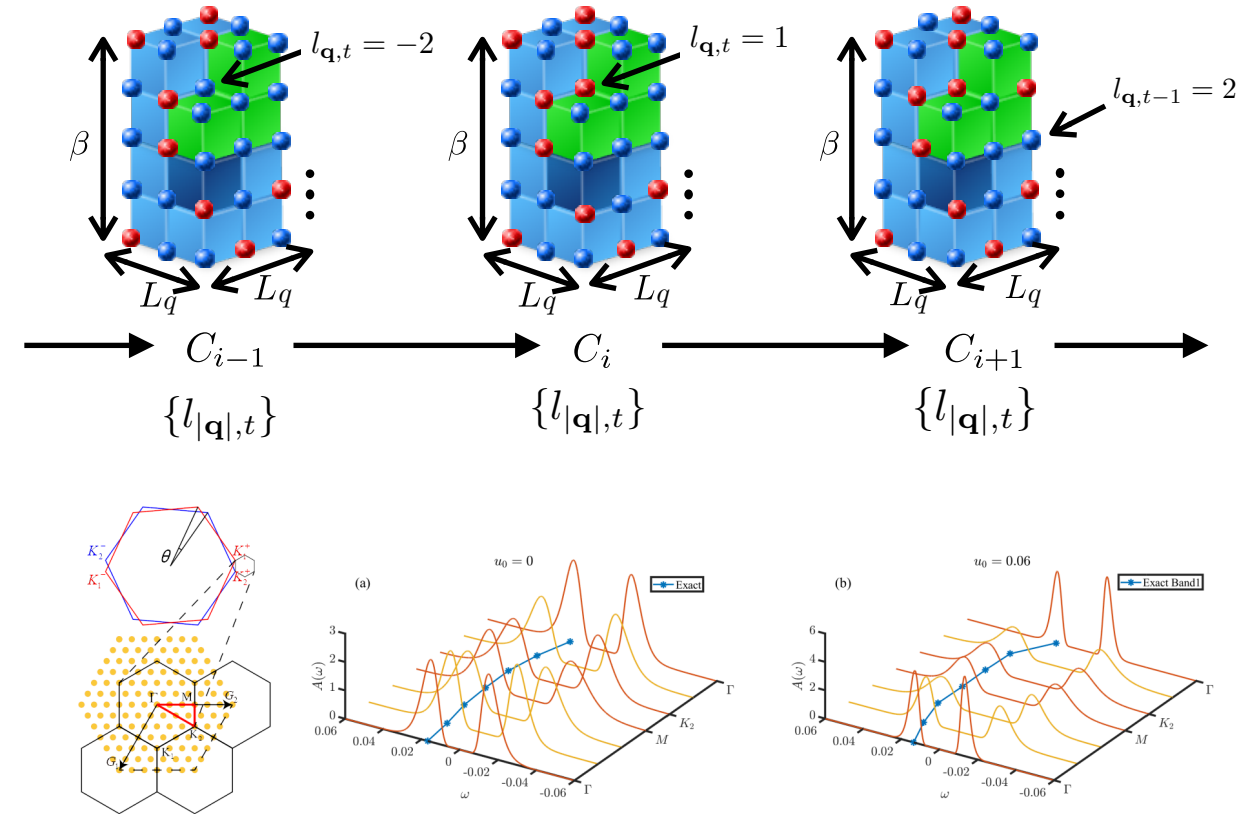 l_{q,t} = −2
l_{q,t} = 1
l_{q,t−1} = 2
β
β
β
L_q
L_q
L_q
L_q
L_q
L_q
C_{i−1}
C_i
C_{i+1}
{l_{|q|,t}}
{l_{|q|,t}}
{l_{|q|,t}}
θ
K_2^-
K_1^-
K_1^+
K_2^+
Γ
M
G_2
K_2
K_1
G_1
(a)
u_0 = 0
Exact
A(ω)
3
2
1
0
0.06
0.04
0.02
0
-0.02
-0.04
-0.06
ω
Γ
M
K_2
Γ
(b)
u_0 = 0.06
Exact Band1
A(ω)
6
4
2
0
0.06
0.04
0.02
0
-0.02
-0.04
-0.06
ω
Γ
M
K_2
Γ